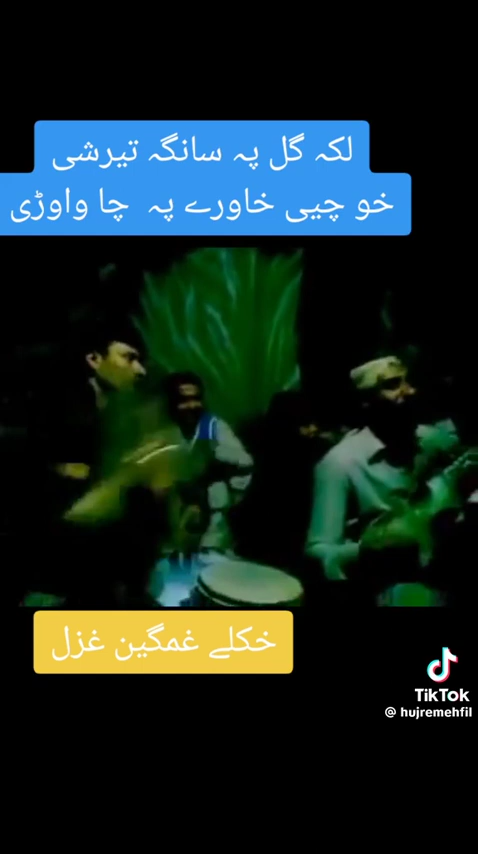 لکہ گل پہ سانگہ تیرشی
خو چیی خاورے پہ چا واوڑی
خکلے غمگین غزل
TikTok
@ hujremehfil